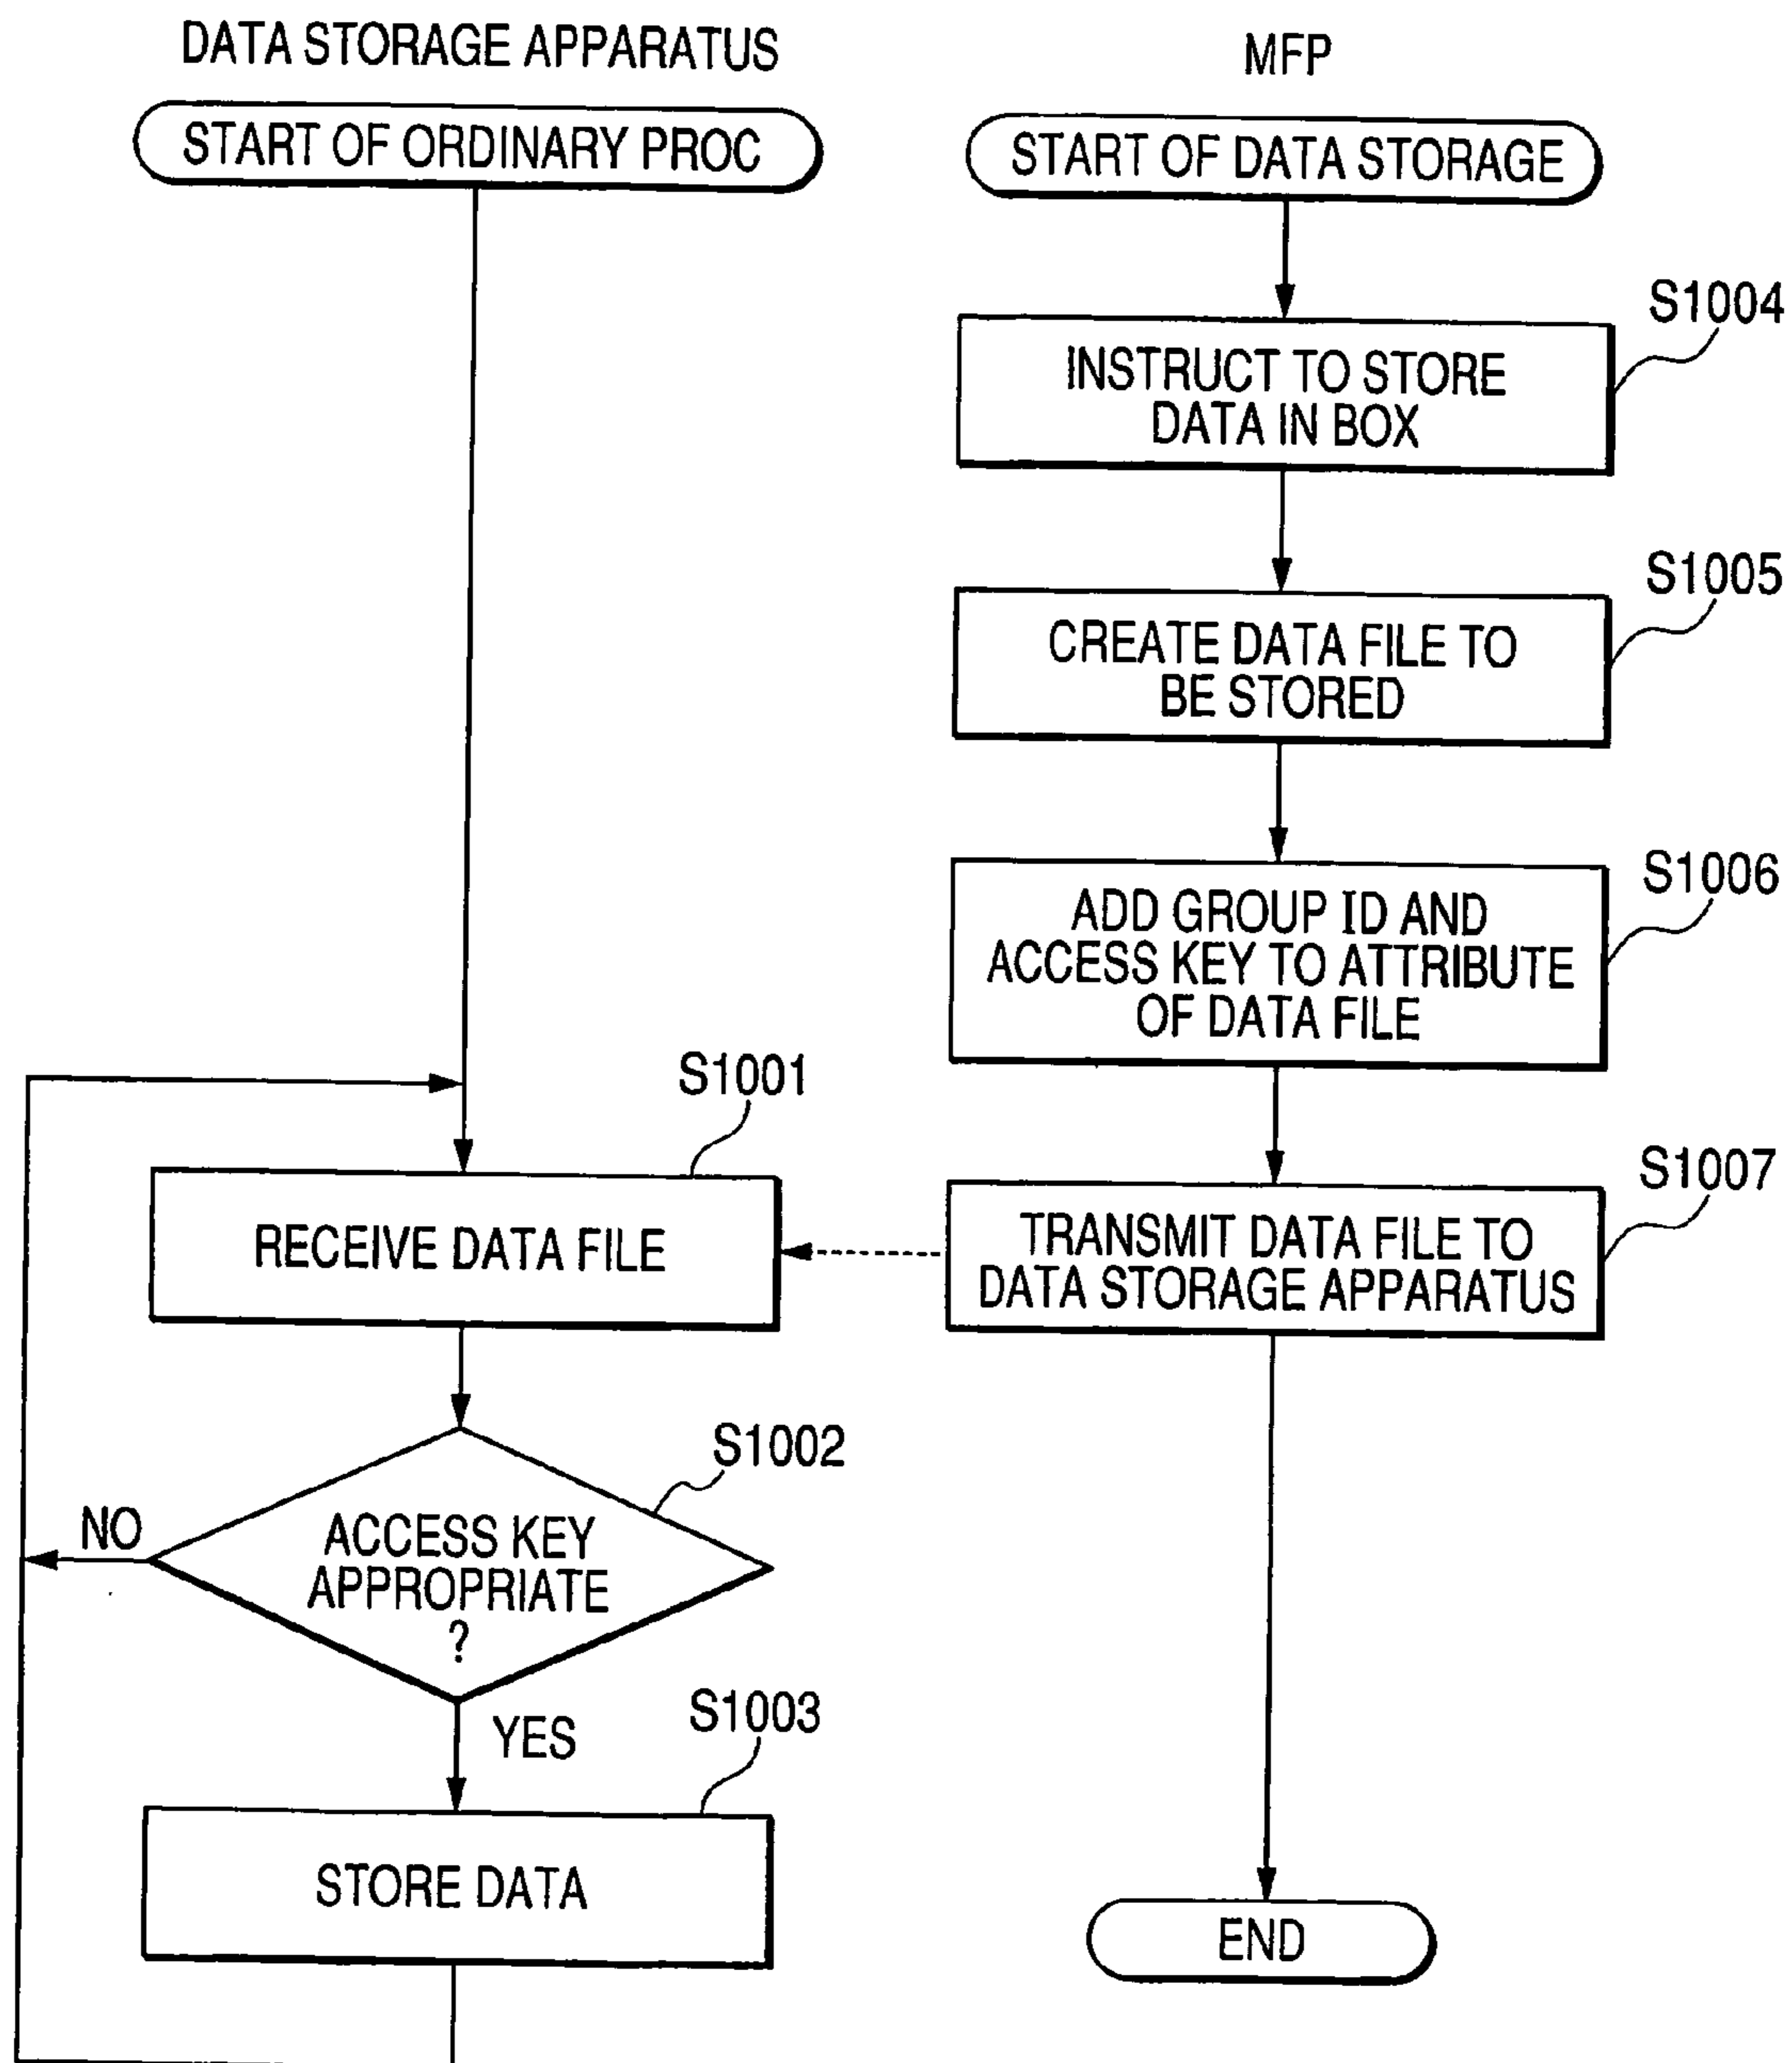 DATA STORAGE APPARATUS
START OF ORDINARY PROC
S1001
RECEIVE DATA FILE
S1002
ACCESS KEY
APPROPRIATE
?
NO
YES
S1003
STORE DATA
MFP
START OF DATA STORAGE
S1004
INSTRUCT TO STORE
DATA IN BOX
S1005
CREATE DATA FILE TO
BE STORED
S1006
ADD GROUP ID AND
ACCESS KEY TO ATTRIBUTE
OF DATA FILE
S1007
TRANSMIT DATA FILE TO
DATA STORAGE APPARATUS
END